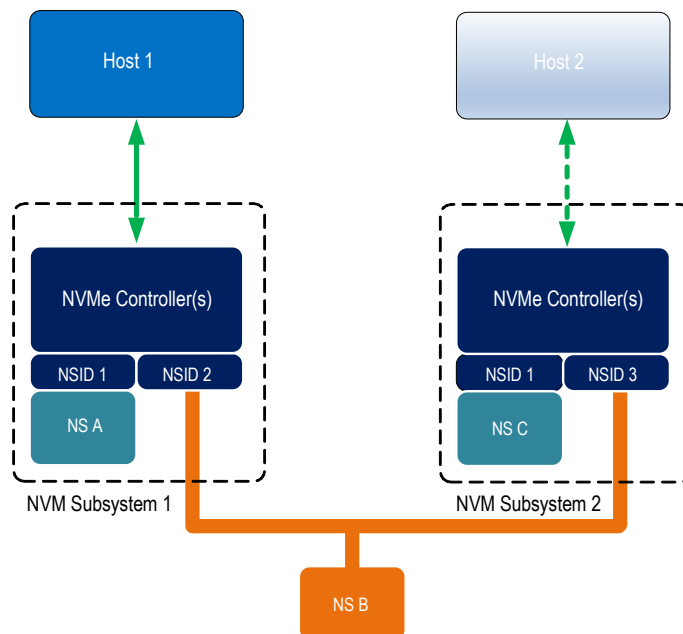 Host 1
Host 2
NVMe Controller(s)
NVMe Controller(s)
NSID 1
NSID 2
NSID 1
NSID 3
NS A
NS C
NVM Subsystem 1
NVM Subsystem 2
NS B